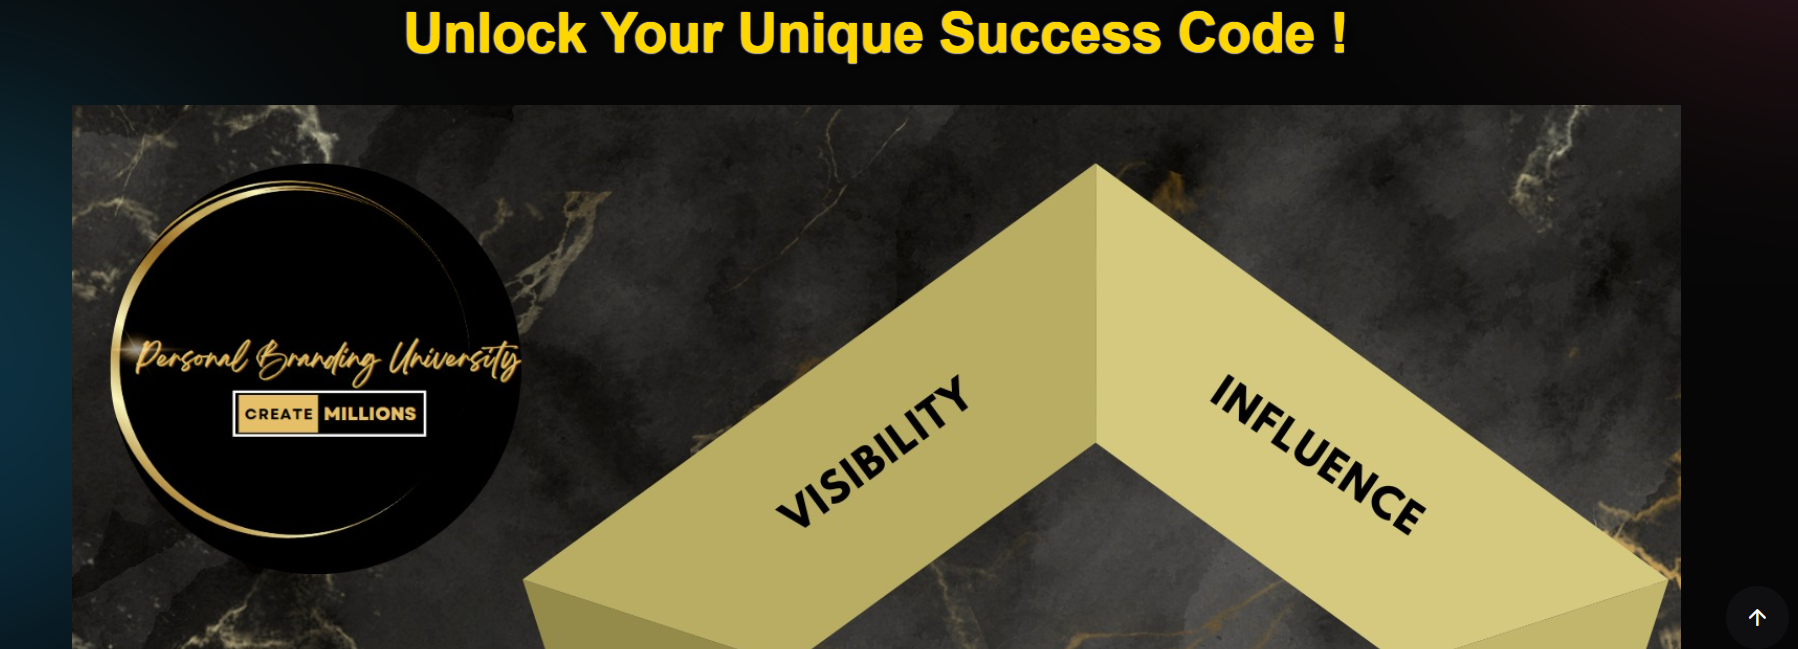 Unlock Your Unique Success Code !
Personal Branding University
CREATE MILLIONS
VISIBILITY
INFLUENCE